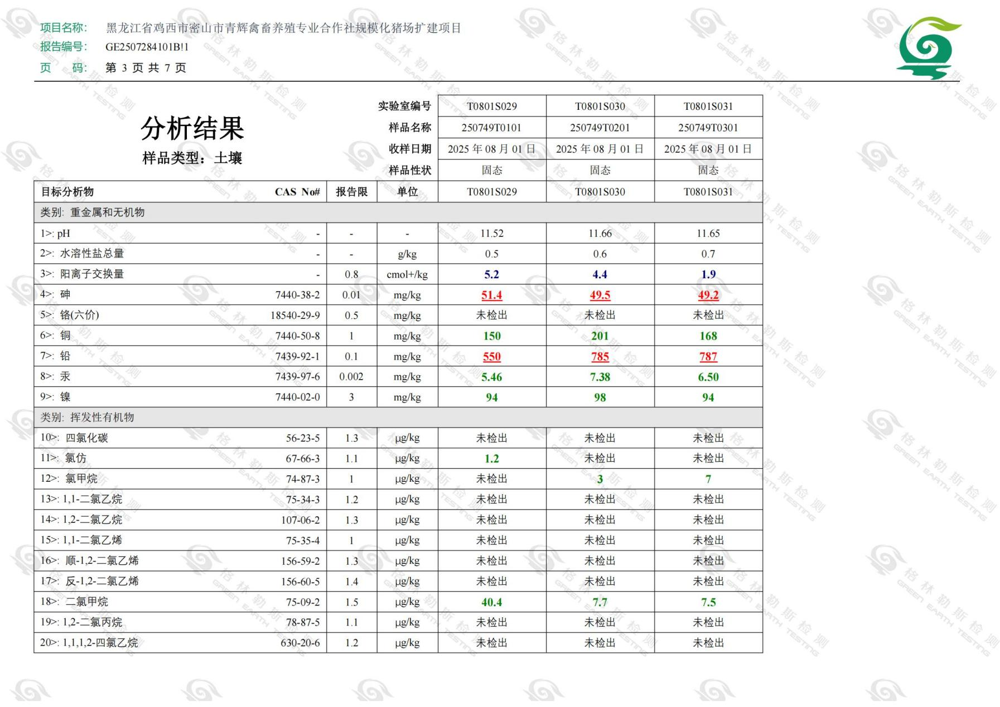 项目名称： 黑龙江省鸡西市密山市青辉禽畜养殖专业合作社规模化猪场扩建项目
报告编号： GE2507284101B!1
页 码： 第 3 页 共 7 页
分析结果
样品类型：土壤
实验室编号 T0801S029 T0801S030 T0801S031
样品名称 250749T0101 250749T0201 250749T0301
收样日期 2025 年 08 月 01 日 2025 年 08 月 01 日 2025 年 08 月 01 日
样品性状 固态 固态 固态
目标分析物 CAS No# 报告限 单位 T0801S029 T0801S030 T0801S031
类别: 重金属和无机物
1>: pH - - - 11.52 11.66 11.65
2>: 水溶性盐总量 - - g/kg 0.5 0.6 0.7
3>: 阳离子交换量 - 0.8 cmol+/kg 5.2 4.4 1.9
4>: 砷 7440-38-2 0.01 mg/kg 51.4 49.5 49.2
5>: 铬(六价) 18540-29-9 0.5 mg/kg 未检出 未检出 未检出
6>: 铜 7440-50-8 1 mg/kg 150 201 168
7>: 铅 7439-92-1 0.1 mg/kg 550 785 787
8>: 汞 7439-97-6 0.002 mg/kg 5.46 7.38 6.50
9>: 镍 7440-02-0 3 mg/kg 94 98 94
类别: 挥发性有机物
10>: 四氯化碳 56-23-5 1.3 μg/kg 未检出 未检出 未检出
11>: 氯仿 67-66-3 1.1 μg/kg 1.2 未检出 未检出
12>: 氯甲烷 74-87-3 1 μg/kg 未检出 3 7
13>: 1,1-二氯乙烷 75-34-3 1.2 μg/kg 未检出 未检出 未检出
14>: 1,2-二氯乙烷 107-06-2 1.3 μg/kg 未检出 未检出 未检出
15>: 1,1-二氯乙烯 75-35-4 1 μg/kg 未检出 未检出 未检出
16>: 顺-1,2-二氯乙烯 156-59-2 1.3 μg/kg 未检出 未检出 未检出
17>: 反-1,2-二氯乙烯 156-60-5 1.4 μg/kg 未检出 未检出 未检出
18>: 二氯甲烷 75-09-2 1.5 μg/kg 40.4 7.7 7.5
19>: 1,2-二氯丙烷 78-87-5 1.1 μg/kg 未检出 未检出 未检出
20>: 1,1,1,2-四氯乙烷 630-20-6 1.2 μg/kg 未检出 未检出 未检出
格林勒斯检测
GREEN EARTH TESTING